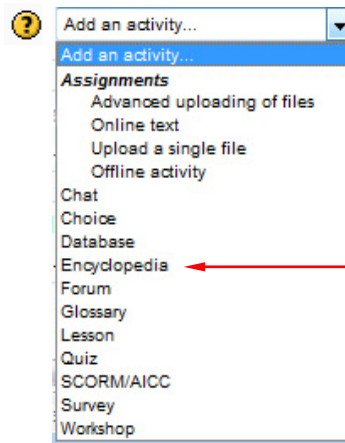 ?
Add an activity...
Add an activity...
Assignments
Advanced uploading of files
Online text
Upload a single file
Offline activity
Chat
Choice
Database
Encyclopedia
Forum
Glossary
Lesson
Quiz
SCORM/AICC
Survey
Workshop